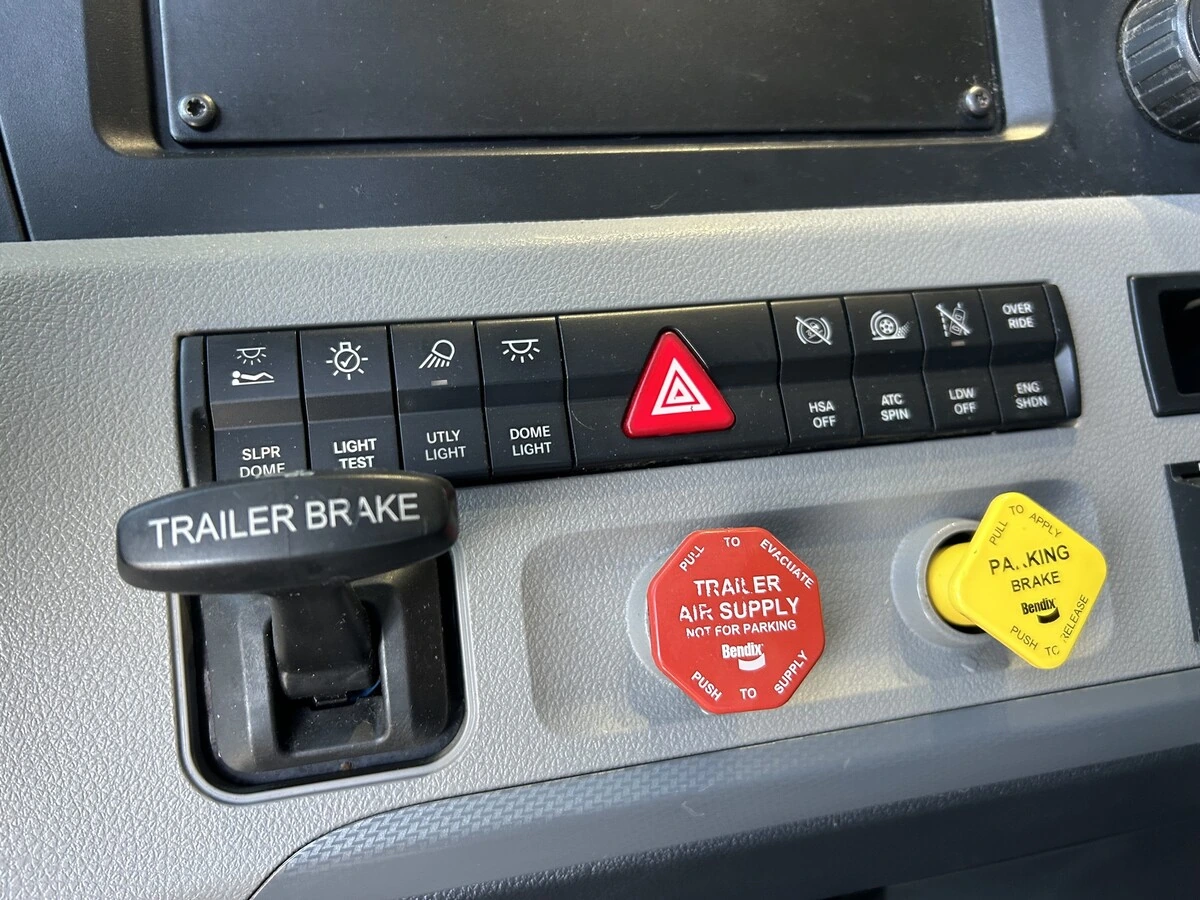 SLPR
DOME
LIGHT
TEST
UTLY
LIGHT
DOME
LIGHT
HSA
OFF
ATC
SPIN
LDW
OFF
OVER
RIDE
ENG
SHDN
TRAILER BRAKE
PULL TO EVACUATE
TRAILER
AIR SUPPLY
NOT FOR PARKING
Bendix
PUSH TO SUPPLY
PULL TO APPLY
PARKING
BRAKE
Bendix
PUSH TO RELEASE